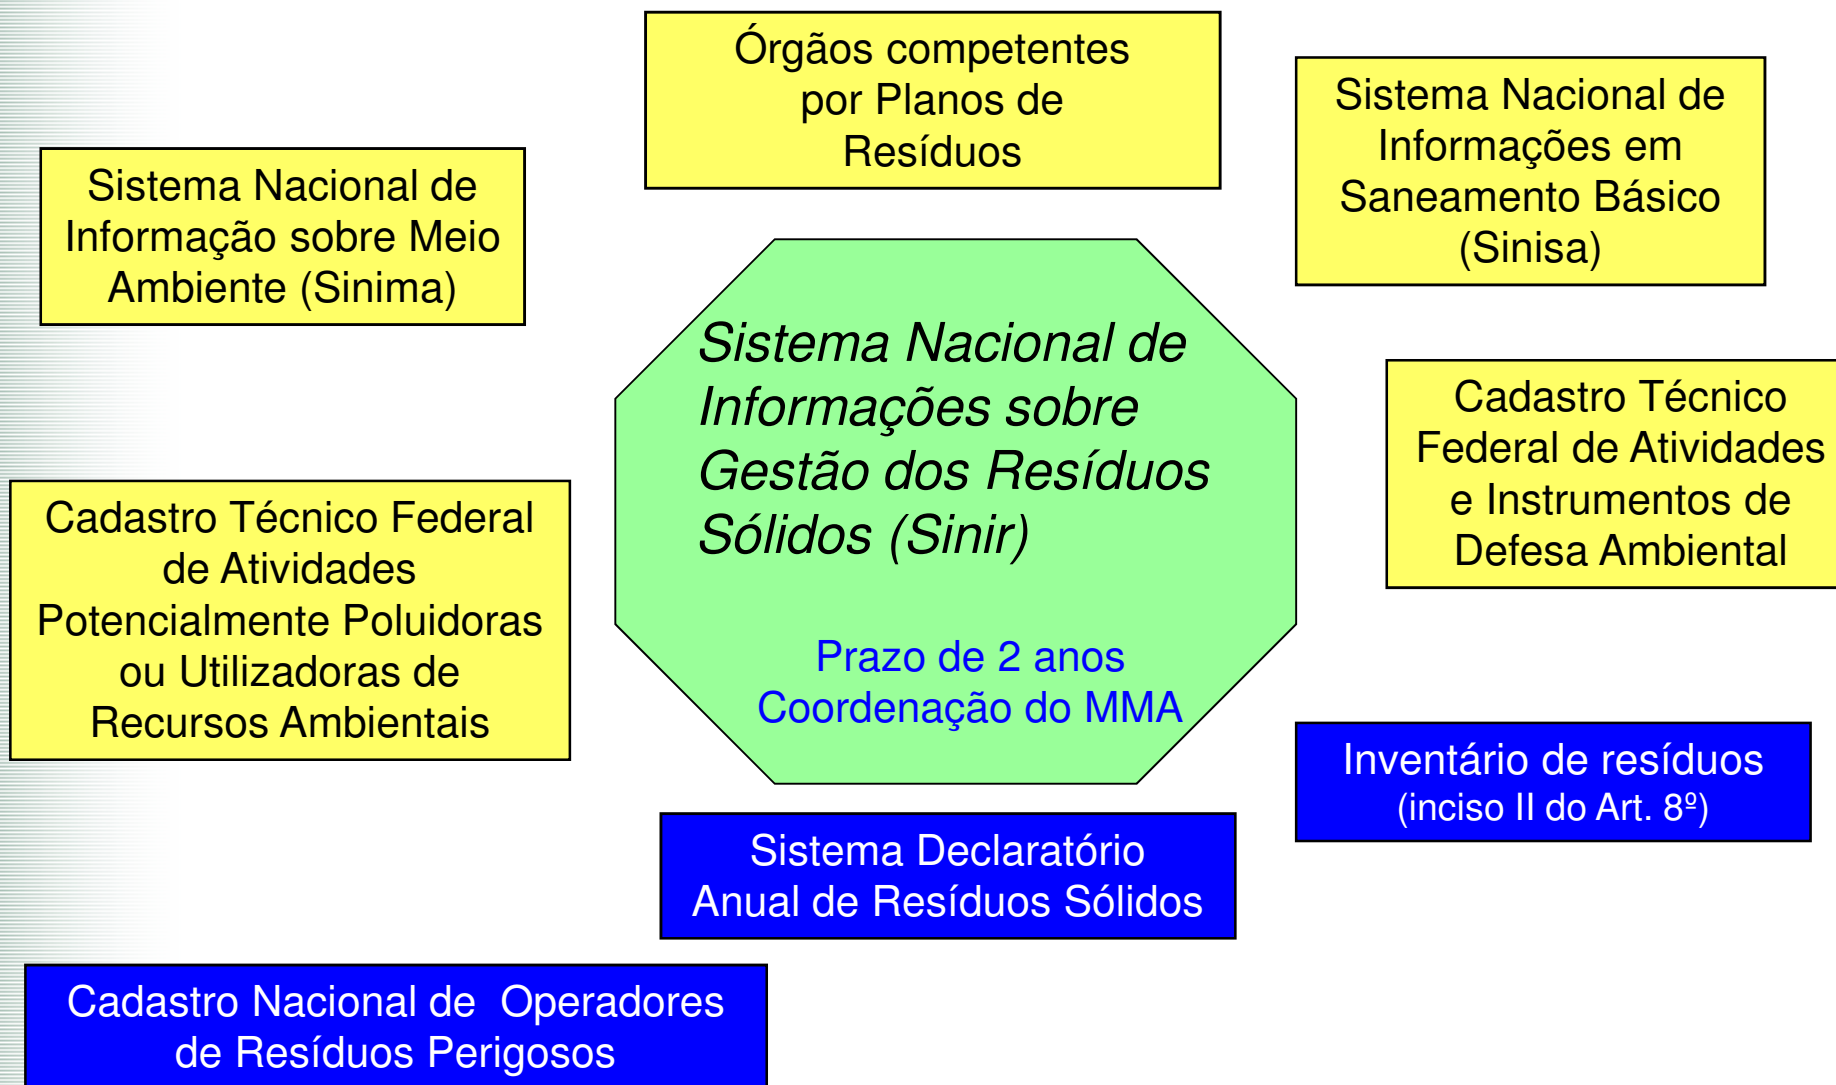 Órgãos competentes
por Planos de
Resíduos
Sistema Nacional de
Informações em
Saneamento Básico
(Sinisa)
Sistema Nacional de
Informação sobre Meio
Ambiente (Sinima)
Sistema Nacional de
Informações sobre
Gestão dos Resíduos
Sólidos (Sinir)
Prazo de 2 anos
Coordenação do MMA
Cadastro Técnico
Federal de Atividades
e Instrumentos de
Defesa Ambiental
Cadastro Técnico Federal
de Atividades
Potencialmente Poluidoras
ou Utilizadoras de
Recursos Ambientais
Inventário de resíduos
(inciso II do Art. 8º)
Sistema Declaratório
Anual de Resíduos Sólidos
Cadastro Nacional de Operadores
de Resíduos Perigosos